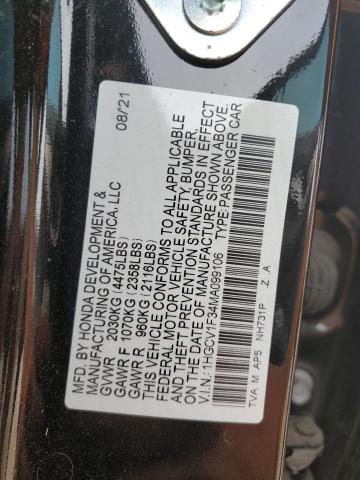 MFD. BY HONDA DEVELOPMENT & 08/21
MANUFACTURING OF AMERICA, LLC
GVWR 2030KG (4475LBS)
GAWR F 1070KG (2358LBS)
GAWR R 960KG (2116LBS)
THIS VEHICLE CONFORMS TO ALL APPLICABLE
FEDERAL MOTOR VEHICLE SAFETY, BUMPER,
AND THEFT PREVENTION STANDARDS IN EFFECT
ON THE DATE OF MANUFACTURE SHOWN ABOVE.
V.I.N.: 1HGCV1F34MA099106 TYPE:PASSENGER CAR
TVA M AP5 NH731P .Z .A